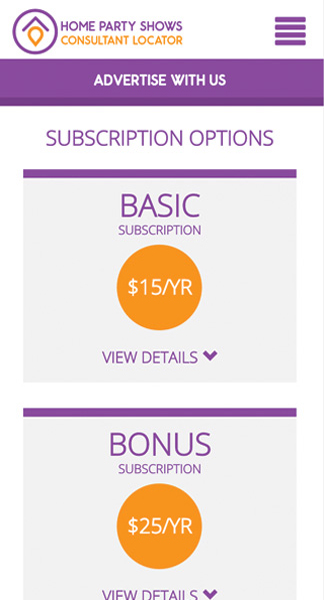 HOME PARTY SHOWS
CONSULTANT LOCATOR
ADVERTISE WITH US
SUBSCRIPTION OPTIONS
BASIC
SUBSCRIPTION
$15/YR
VIEW DETAILS
BONUS
SUBSCRIPTION
$25/YR
VIEW DETAILS